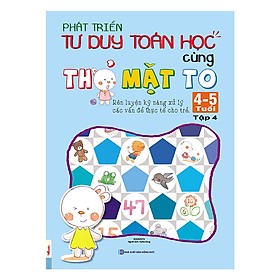 PHÁT TRIỂN
TƯ DUY TOÁN HỌC
cùng
THỎ MẶT TO
4-5
Tuổi
Rèn luyện kỹ năng xử lý
các vấn đề thực tế cho trẻ.
Tập 4
47
15